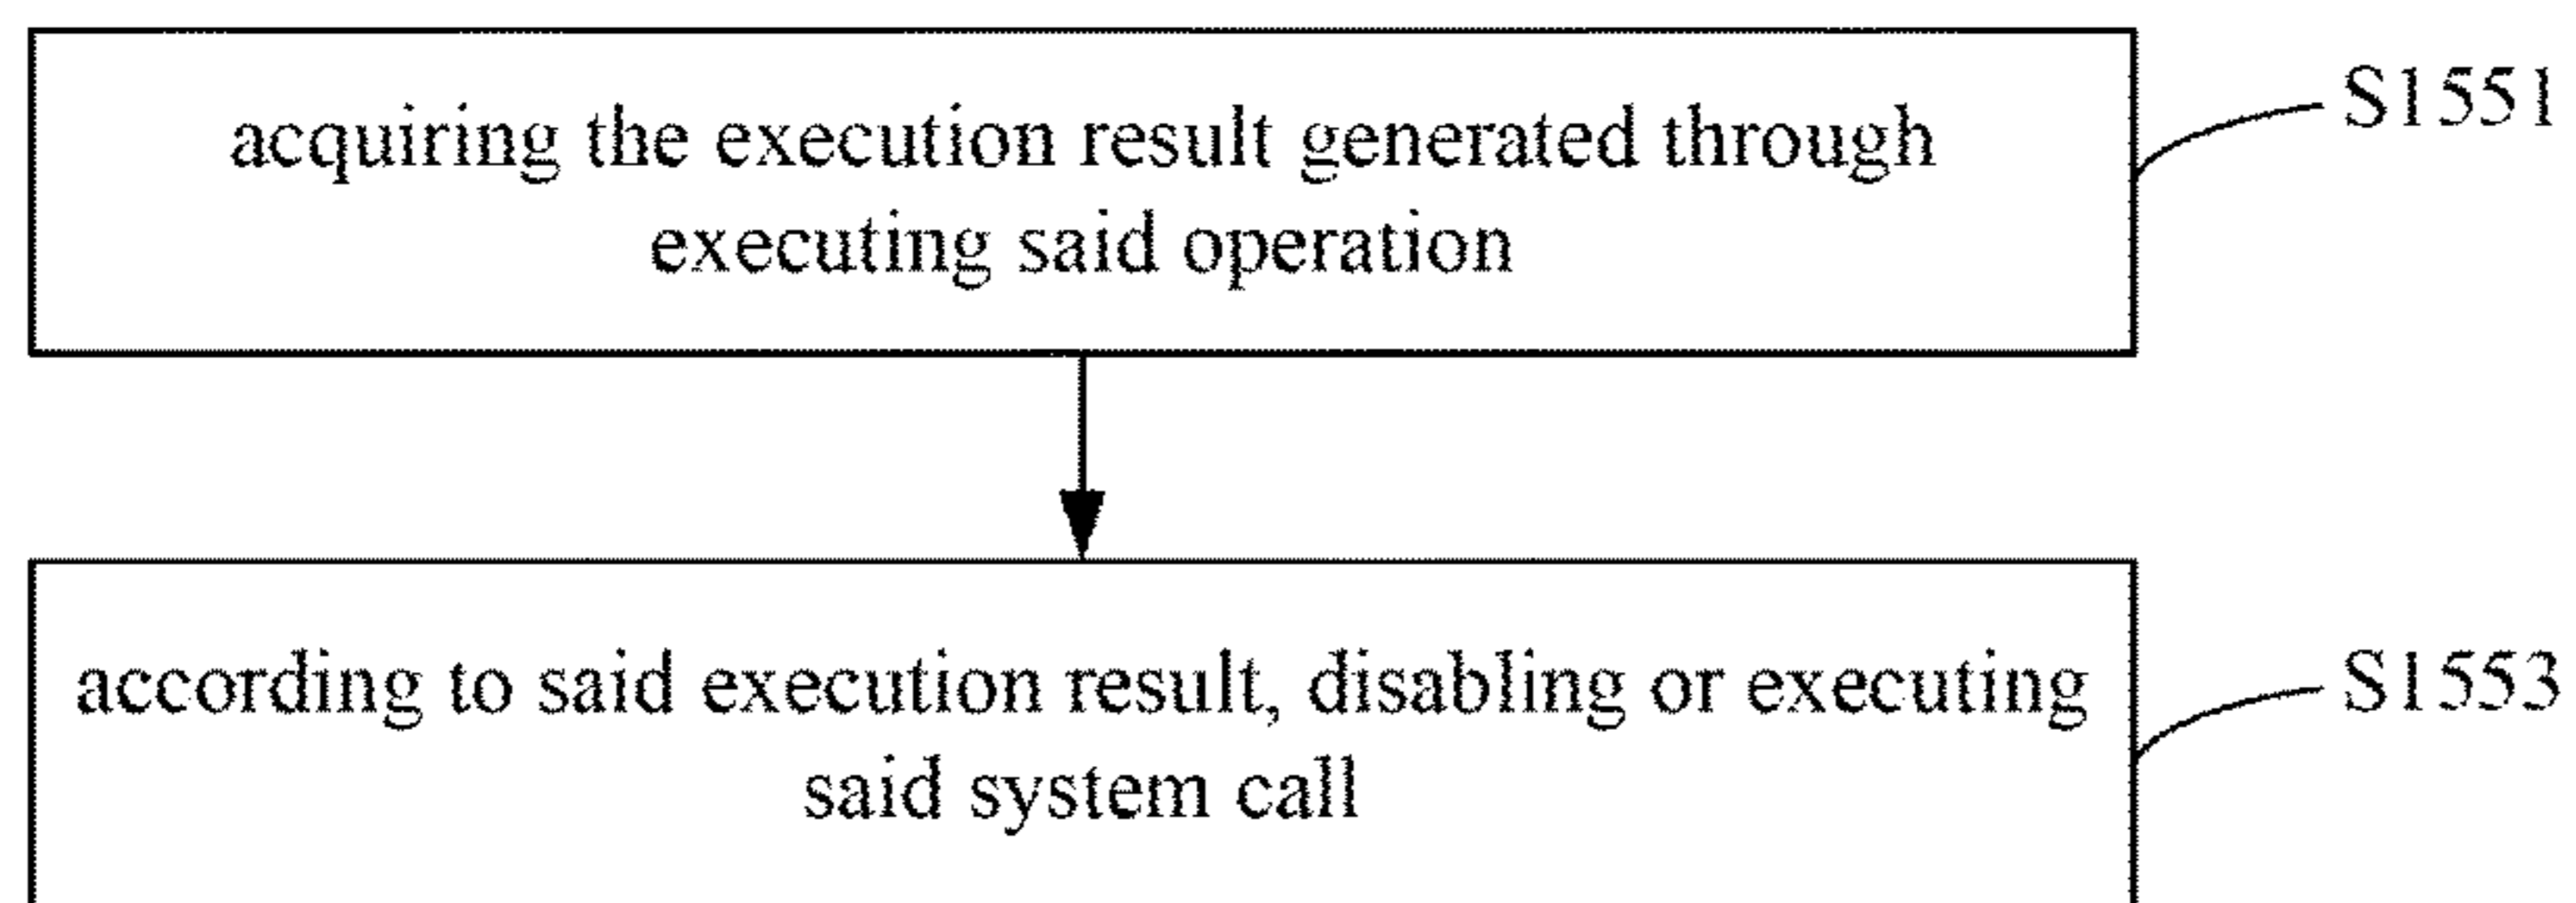 acquiring the execution result generated through
executing said operation
S1551
according to said execution result, disabling or executing
said system call
S1553